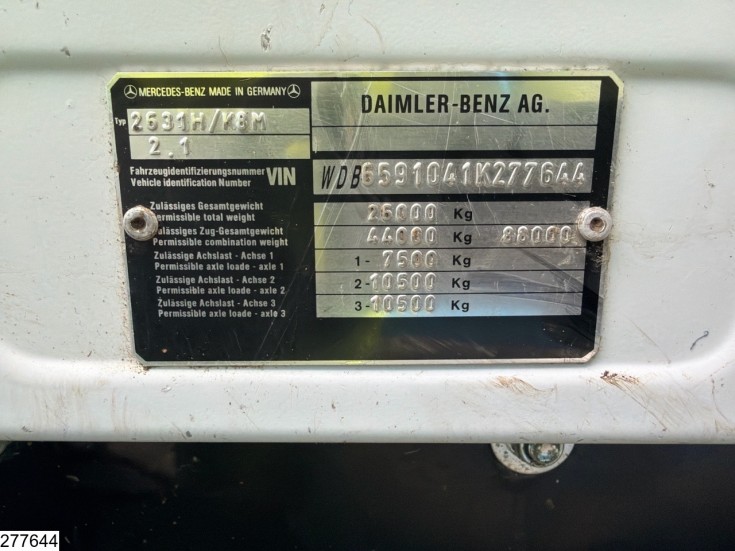 MERCEDES-BENZ MADE IN GERMANY
DAIMLER-BENZ AG.
Typ 2631H/K8M
2.1
Fahrzeugidentifizierungsnummer
Vehicle identification Number VIN WDB6591041K277644
Zulässiges Gesamtgewicht
Permissible total weight 26000 Kg
Zulässiges Zug-Gesamtgewicht
Permissible combination weight 44000 Kg 88000
Zulässige Achslast - Achse 1
Permissible axle loade - axle 1 1- 7500 Kg
Zulässige Achslast - Achse 2
Permissible axle loade - axle 2 2-10500 Kg
Zulässige Achslast - Achse 3
Permissible axle loade - axle 3 3-10500 Kg
277644